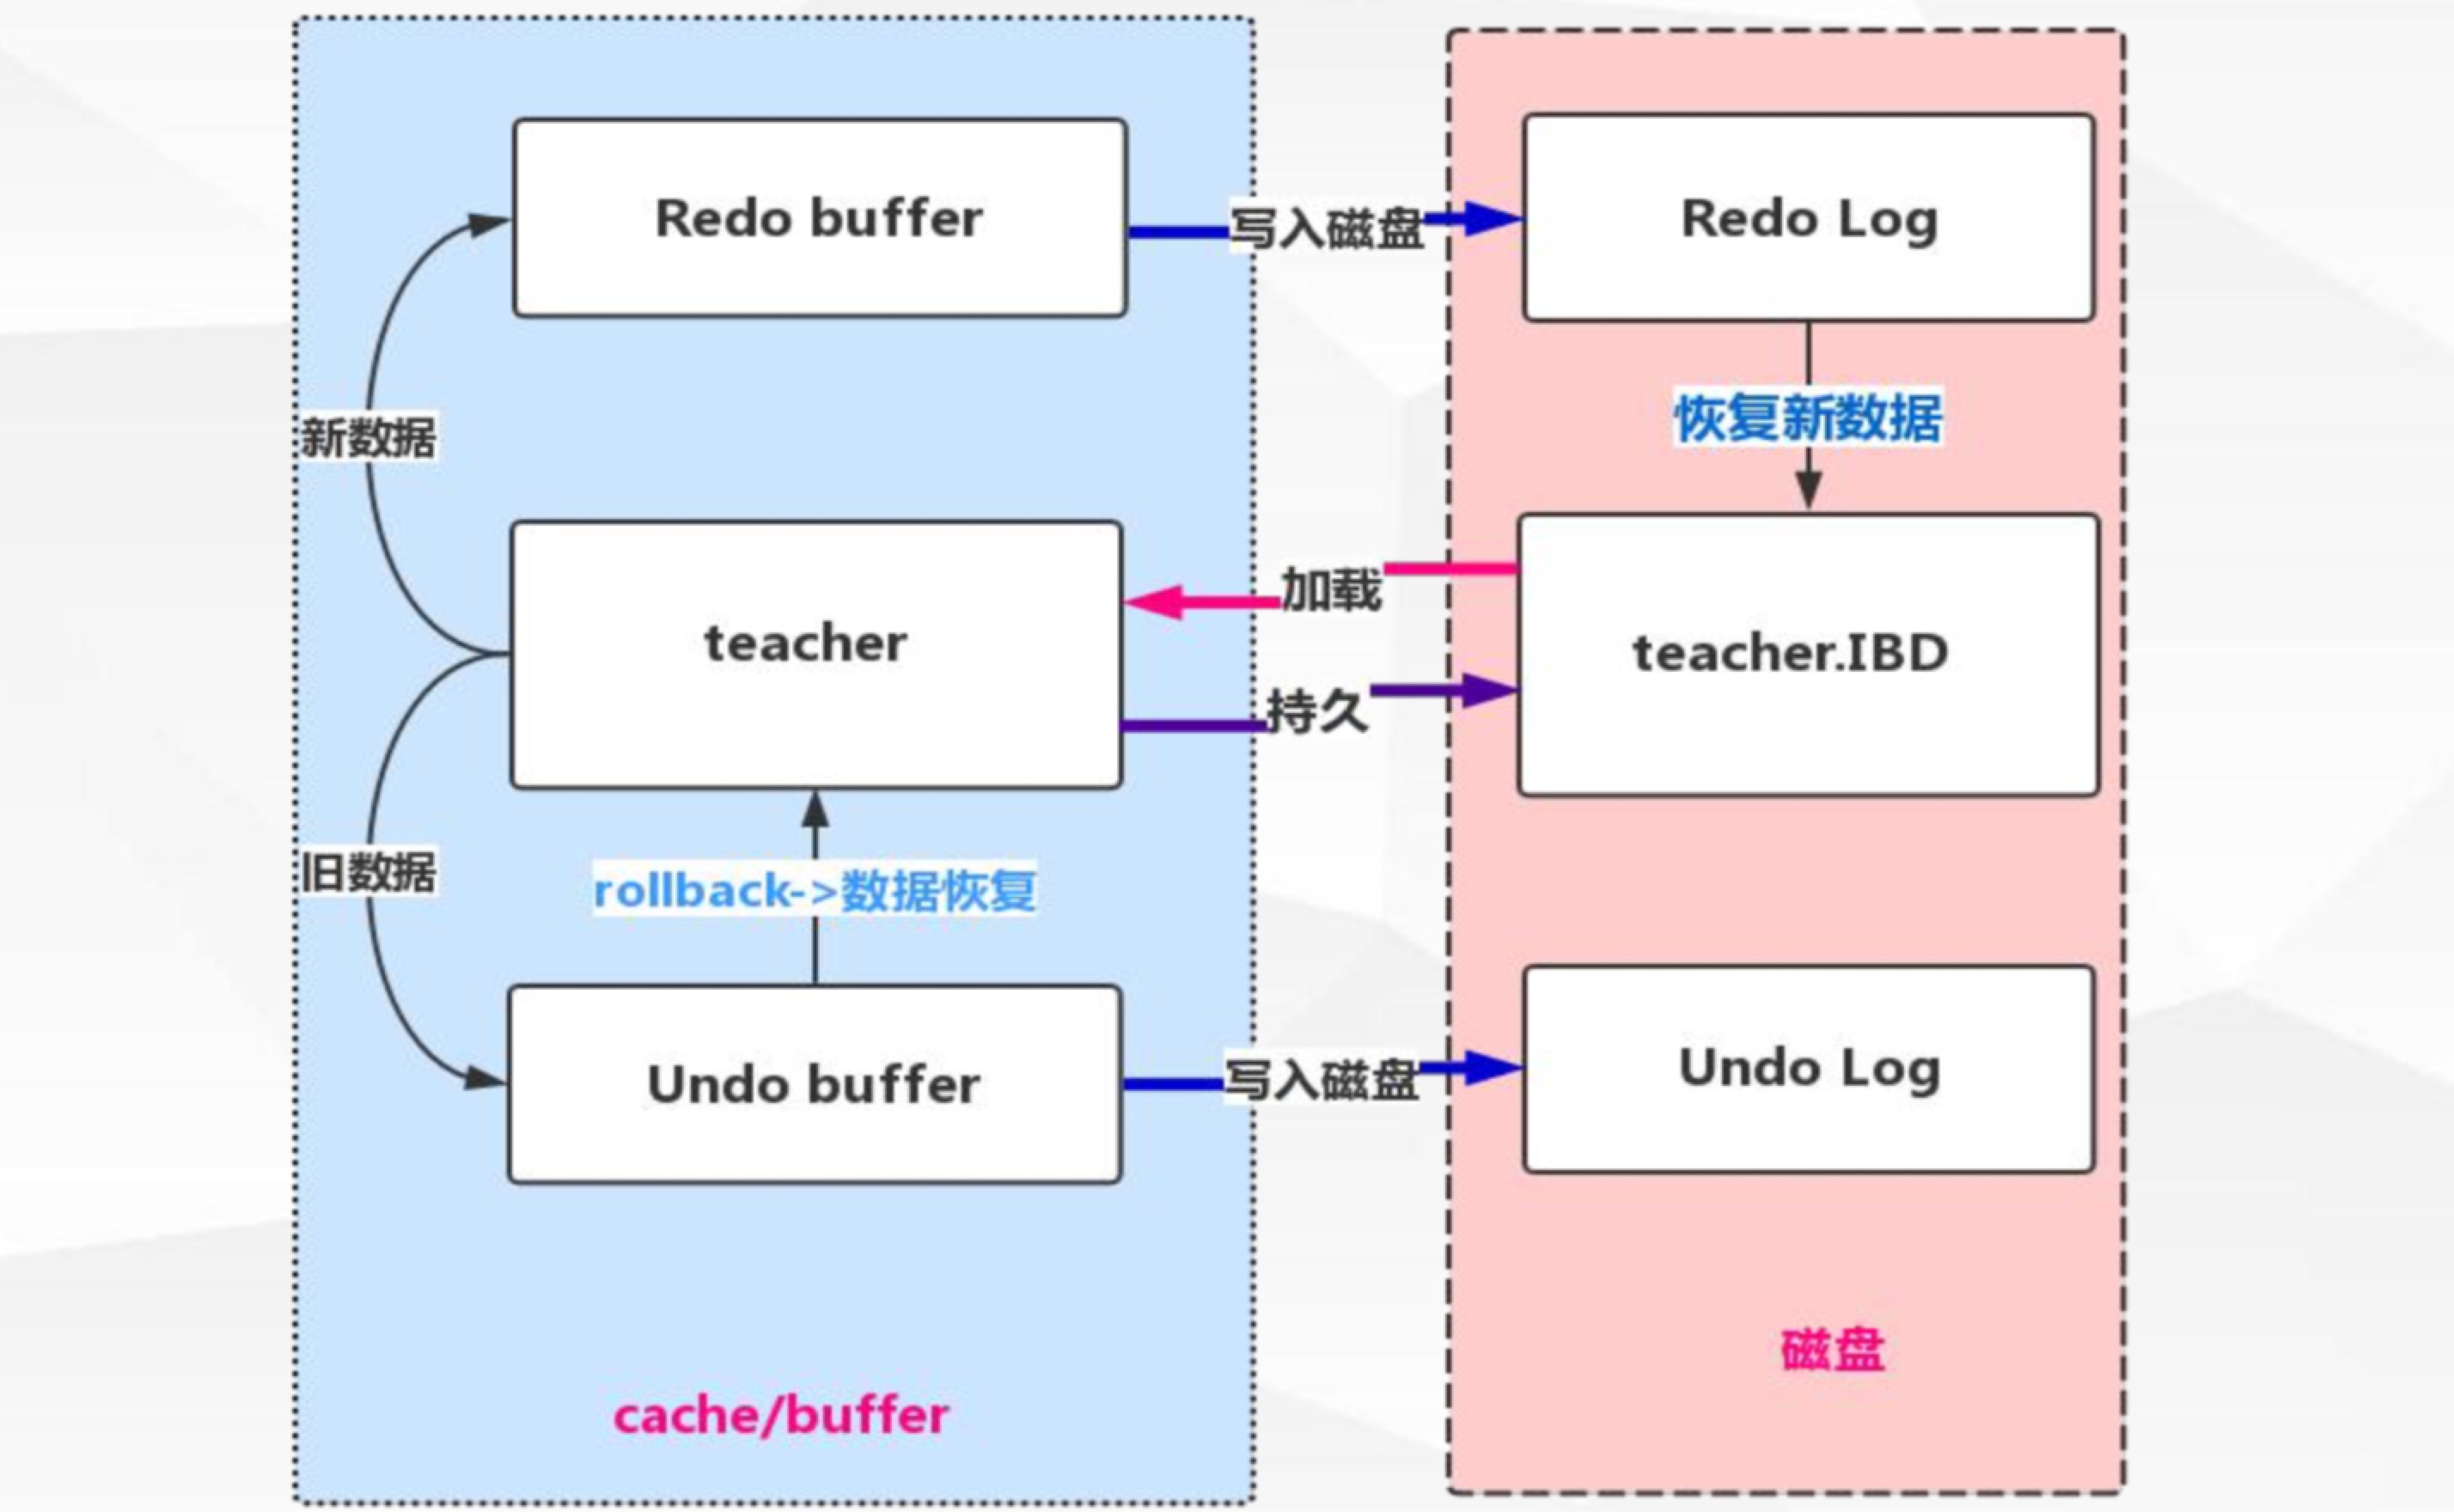 Redo buffer
写入磁盘
Redo Log
新数据
恢复新数据
teacher
加载
持久
teacher.IBD
旧数据
rollback->数据恢复
Undo buffer
写入磁盘
Undo Log
磁盘
cache/buffer